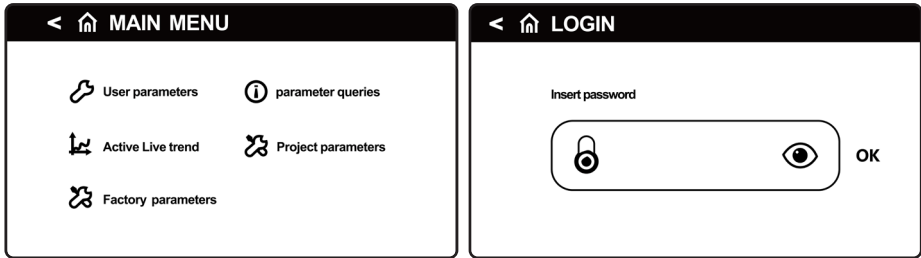 < MAIN MENU
User parameters
parameter queries
Active Live trend
Project parameters
Factory parameters
< LOGIN
Insert password
OK